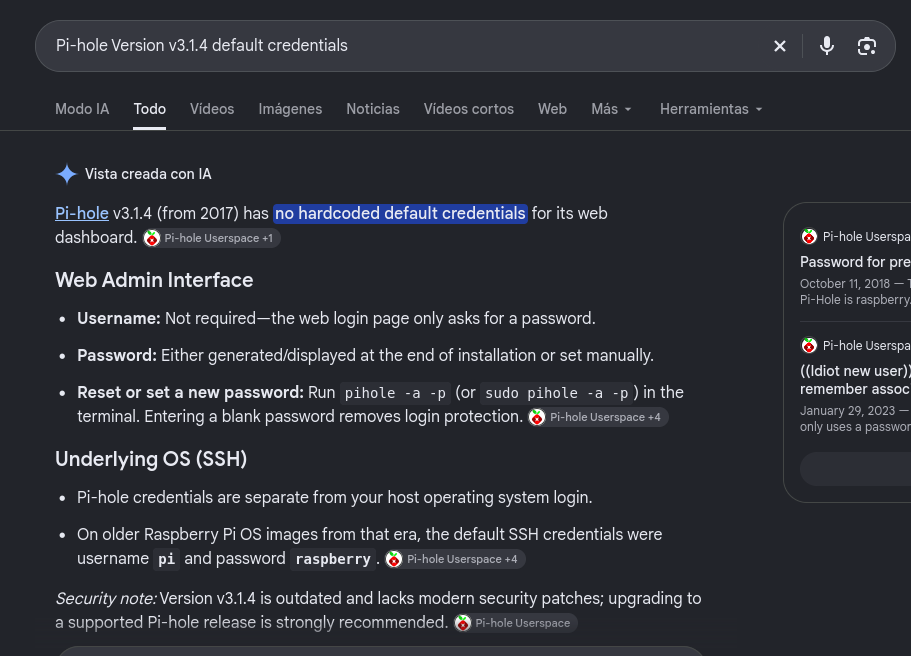 Pi-hole Version v3.1.4 default credentials
Modo IA Todo Vídeos Imágenes Noticias Vídeos cortos Web Más Herramientas
Vista creada con IA
Pi-hole v3.1.4 (from 2017) has no hardcoded default credentials for its web
dashboard. Pi-hole Userspace +1
Web Admin Interface
• Username: Not required—the web login page only asks for a password.
• Password: Either generated/displayed at the end of installation or set manually.
• Reset or set a new password: Run pihole -a -p (or sudo pihole -a -p ) in the
terminal. Entering a blank password removes login protection. Pi-hole Userspace +4
Underlying OS (SSH)
• Pi-hole credentials are separate from your host operating system login.
• On older Raspberry Pi OS images from that era, the default SSH credentials were
username pi and password raspberry . Pi-hole Userspace +4
Security note: Version v3.1.4 is outdated and lacks modern security patches; upgrading to
a supported Pi-hole release is strongly recommended. Pi-hole Userspace
Pi-hole Userspa
Password for pre
October 11, 2018 —
Pi-Hole is raspberry.
Pi-hole Userspa
((Idiot new user))
remember assoc
January 29, 2023 —
only uses a passwor